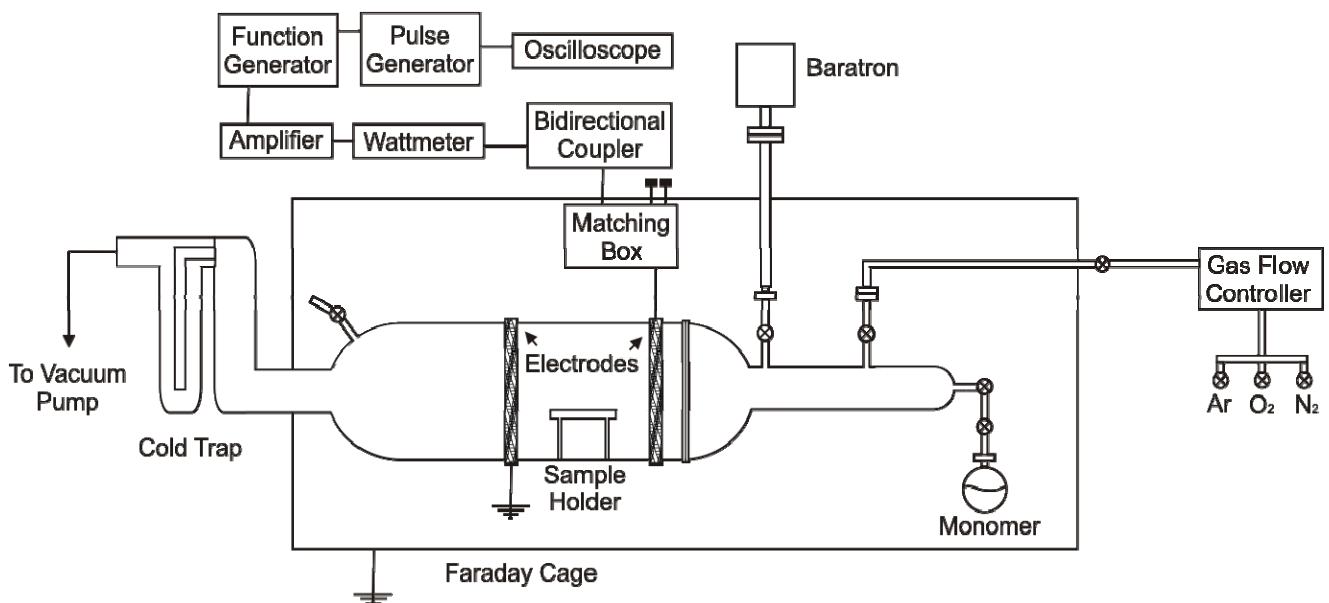 Function
Generator
Pulse
Generator
Oscilloscope
Baratron
Amplifier
Wattmeter
Bidirectional
Coupler
Matching
Box
Gas Flow
Controller
Electrodes
To Vacuum
Pump
Ar
O₂
N₂
Cold Trap
Sample
Holder
Monomer
Faraday Cage